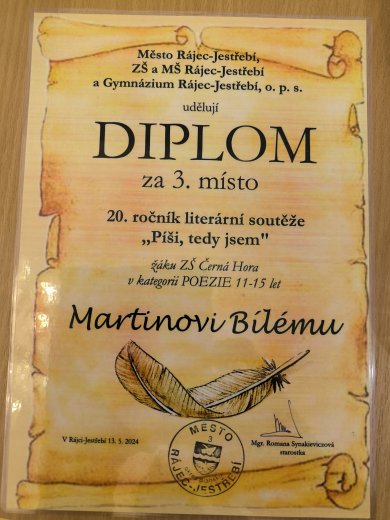 Město Rájec-Jestřebí,
ZŠ a MŠ Rájec-Jestřebí
a Gymnázium Rájec-Jestřebí, o. p. s.
udělují
DIPLOM
za 3. místo
20. ročník literární soutěže
„Píši, tedy jsem"
žáku ZŠ Černá Hora
v kategorii POEZIE 11-15 let
Martinovi Bílému
V Rájci-Jestřebí 13. 5. 2024
MĚSTO
3
RÁJEC-JESTŘEBÍ
Mgr. Romana Synakieviczová
starostka